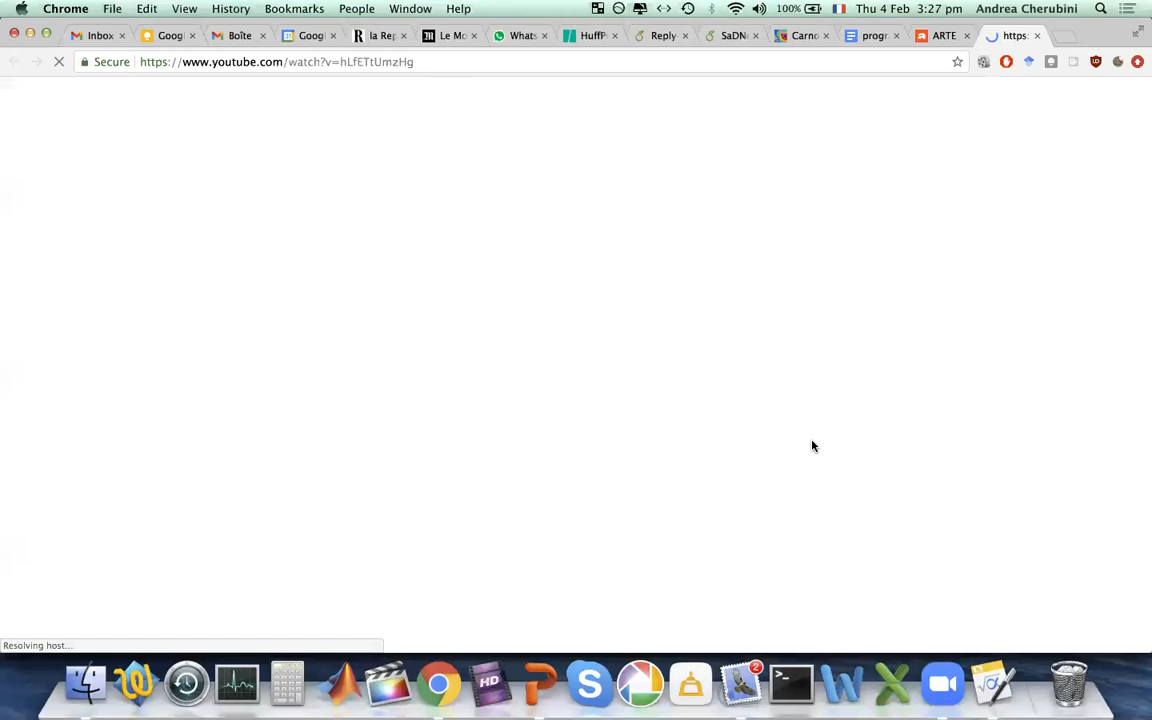 Chrome File Edit View History Bookmarks People Window Help 100% Thu 4 Feb 3:27 pm Andrea Cherubini
Inbox Googl Boîte Googl la Rep Le Mo Whats HuffP Reply- SaDN Carno progr ARTE https:
Secure https://www.youtube.com/watch?v=hLfETtUmzHg
Resolving host...
HD 2